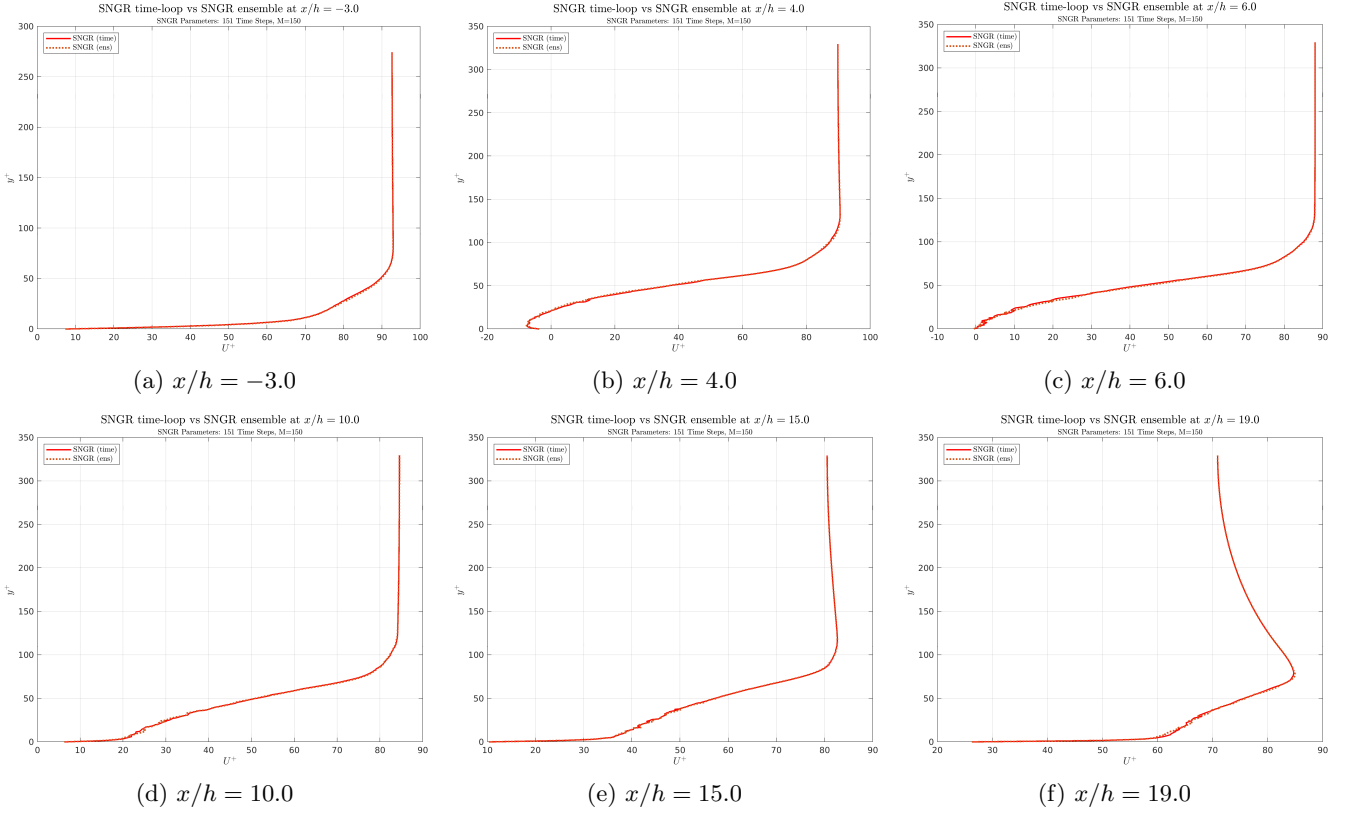 SNGR time-loop vs SNGR ensemble at x/h = −3.0
SNGR Parameters: 151 Time Steps, M=150
SNGR (time)
SNGR (ens)
300
250
200
150
100
50
0
y⁺
0 10 20 30 40 50 60 70 80 90 100
U⁺
(a) x/h = −3.0
SNGR time-loop vs SNGR ensemble at x/h = 4.0
SNGR Parameters: 151 Time Steps, M=150
SNGR (time)
SNGR (ens)
350
300
250
200
150
100
50
0
y⁺
-20 0 20 40 60 80 100
U⁺
(b) x/h = 4.0
SNGR time-loop vs SNGR ensemble at x/h = 6.0
SNGR Parameters: 151 Time Steps, M=150
SNGR (time)
SNGR (ens)
350
300
250
200
150
100
50
0
y⁺
-10 0 10 20 30 40 50 60 70 80 90
U⁺
(c) x/h = 6.0
SNGR time-loop vs SNGR ensemble at x/h = 10.0
SNGR Parameters: 151 Time Steps, M=150
SNGR (time)
SNGR (ens)
350
300
250
200
150
100
50
0
y⁺
0 10 20 30 40 50 60 70 80 90
U⁺
(d) x/h = 10.0
SNGR time-loop vs SNGR ensemble at x/h = 15.0
SNGR Parameters: 151 Time Steps, M=150
SNGR (time)
SNGR (ens)
350
300
250
200
150
100
50
0
y⁺
10 20 30 40 50 60 70 80 90
U⁺
(e) x/h = 15.0
SNGR time-loop vs SNGR ensemble at x/h = 19.0
SNGR Parameters: 151 Time Steps, M=150
SNGR (time)
SNGR (ens)
350
300
250
200
150
100
50
0
y⁺
20 30 40 50 60 70 80 90
U⁺
(f) x/h = 19.0